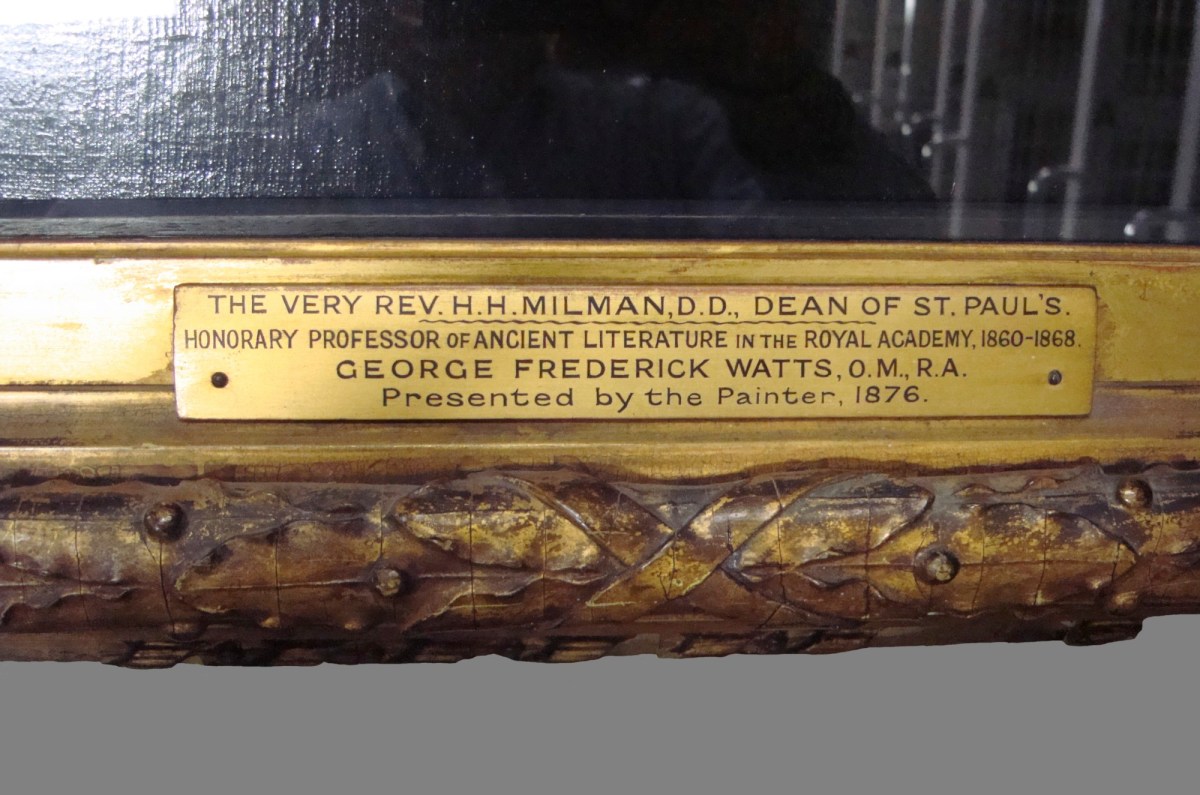 THE VERY REV. H.H. MILMAN, D.D., DEAN OF ST. PAUL'S.
HONORARY PROFESSOR OF ANCIENT LITERATURE IN THE ROYAL ACADEMY, 1860-1868.
GEORGE FREDERICK WATTS, O.M., R.A.
Presented by the Painter, 1876.